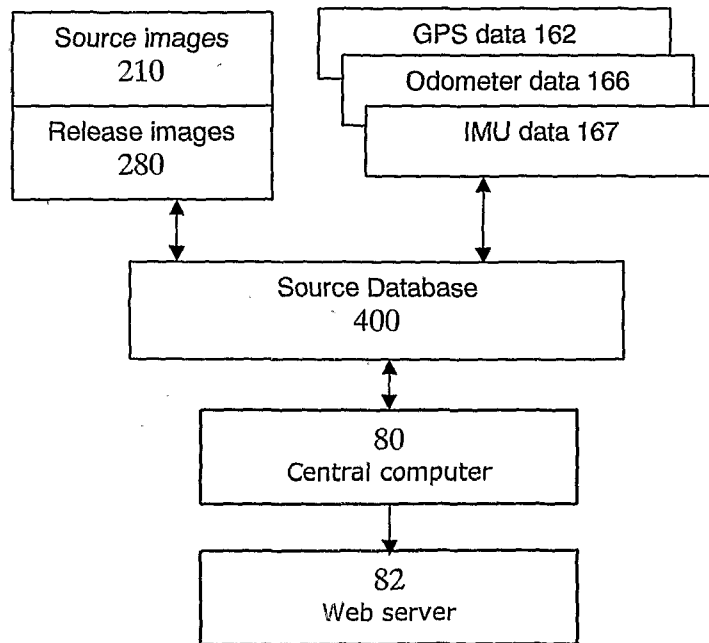 Source images
210
Release images
280
GPS data 162
Odometer data 166
IMU data 167
Source Database
400
80
Central computer
82
Web server